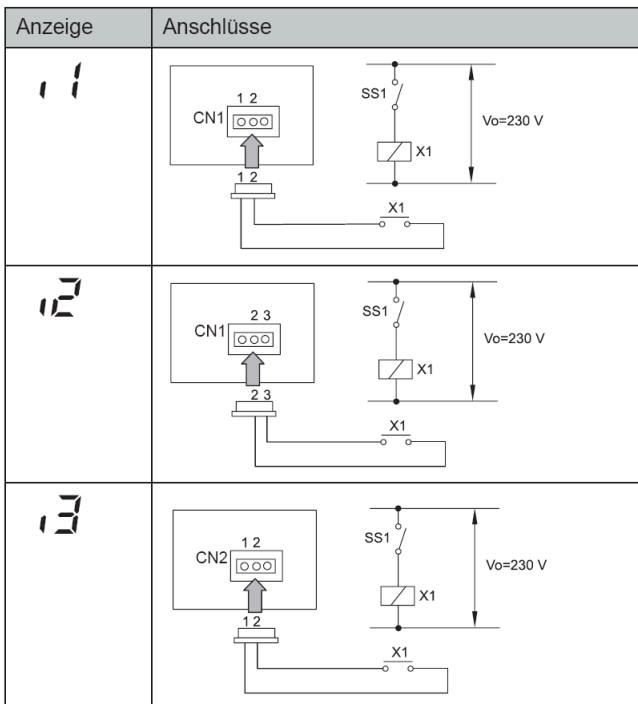 Anzeige Anschlüsse
i1
1 2
CN1
1 2
X1
SS1
X1
Vo=230 V
i2
2 3
CN1
2 3
X1
SS1
X1
Vo=230 V
i3
1 2
CN2
1 2
X1
SS1
X1
Vo=230 V